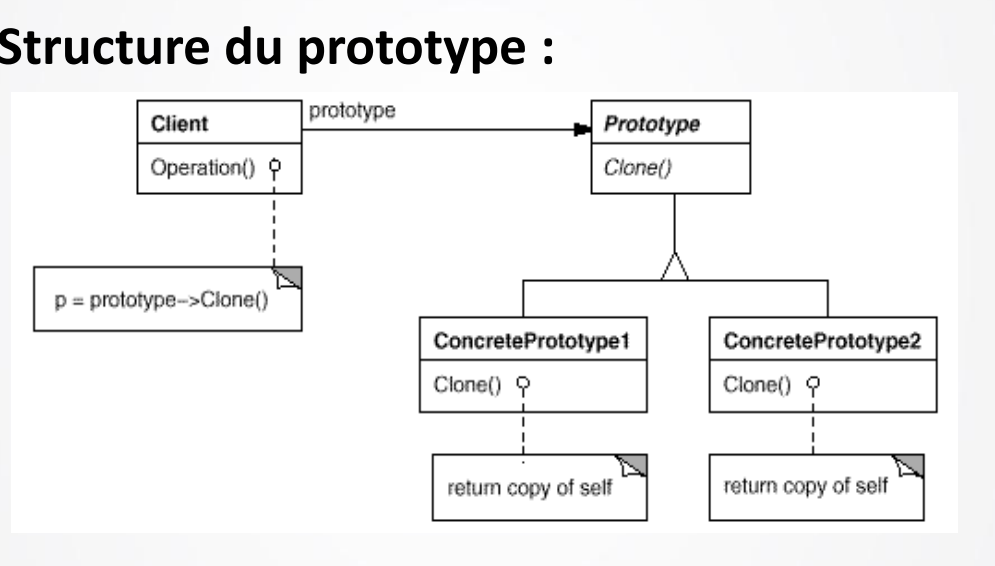 Structure du prototype :
Client
Operation()
prototype
Prototype
Clone()
p = prototype->Clone()
ConcretePrototype1
Clone()
ConcretePrototype2
Clone()
return copy of self
return copy of self